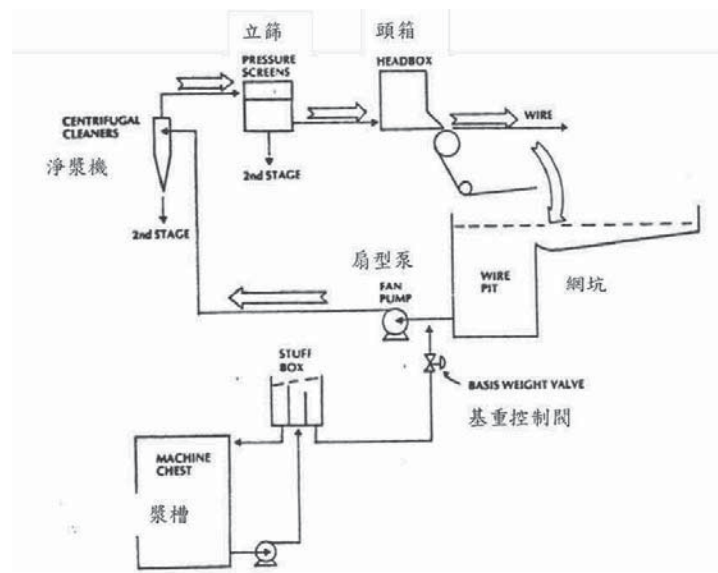 立篩
PRESSURE
SCREENS
頭箱
HEADBOX
CENTRIFUGAL
CLEANERS
淨漿機
WIRE
2nd STAGE
2nd STAGE
扇型泵
FAN
PUMP
WIRE
PIT
網坑
STUFF
BOX
BASIS WEIGHT VALVE
基重控制閥
MACHINE
CHEST
漿槽